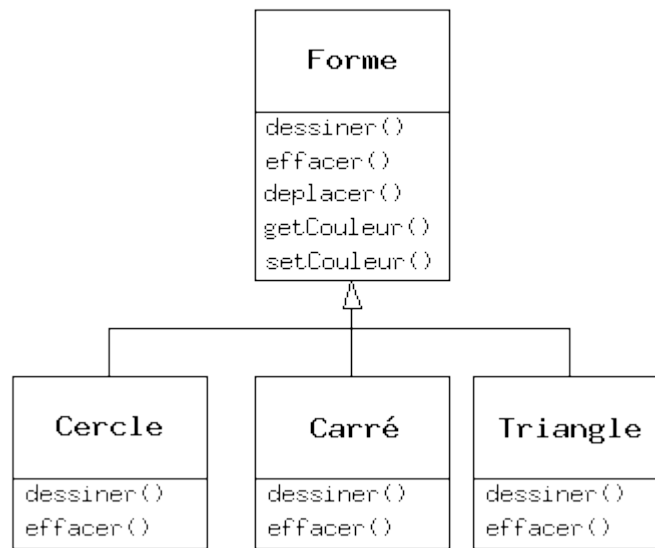 Forme
dessiner()
effacer()
deplacer()
getCouleur()
setCouleur()
Cercle
dessiner()
effacer()
Carré
dessiner()
effacer()
Triangle
dessiner()
effacer()